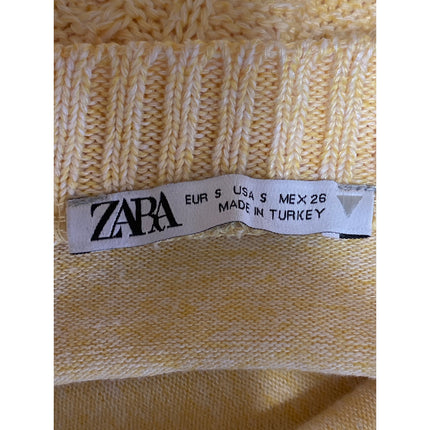 ZARA
EUR S USA S MEX 26
MADE IN TURKEY